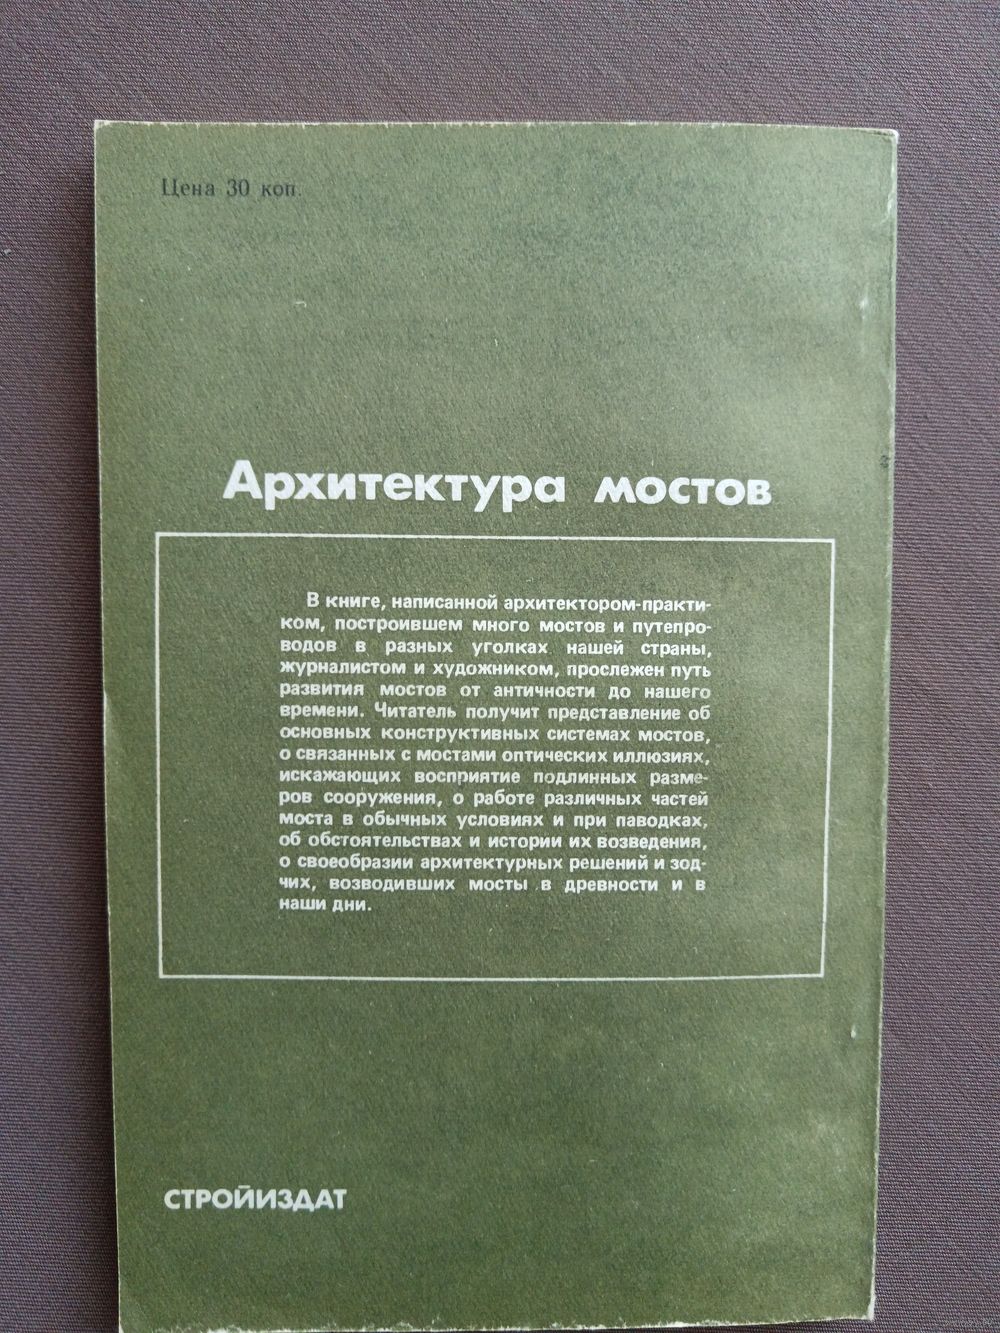 Цена 30 коп.
Архитектура мостов
В книге, написанной архитектором-практи-
ком, построившем много мостов и путепро-
водов в разных уголках нашей страны,
журналистом и художником, прослежен путь
развития мостов от античности до нашего
времени. Читатель получит представление об
основных конструктивных системах мостов,
о связанных с мостами оптических иллюзиях,
искажающих восприятие подлинных разме-
ров сооружения, о работе различных частей
моста в обычных условиях и при паводках,
об обстоятельствах и истории их возведения,
о своеобразии архитектурных решений и зод-
чих, возводивших мосты в древности и в
наши дни.
СТРОЙИЗДАТ